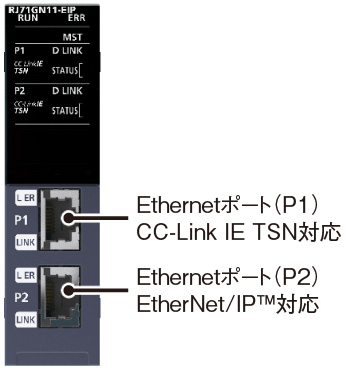 RJ71GN11-EIP
RUN ERR
MST
P1 D LINK
CC-Link IE TSN STATUS
P2 D LINK
CC-Link IE TSN STATUS
L ER
P1
LINK
Ethernetポート(P1)
CC-Link IE TSN対応
L ER
P2
LINK
Ethernetポート(P2)
EtherNet/IP™対応